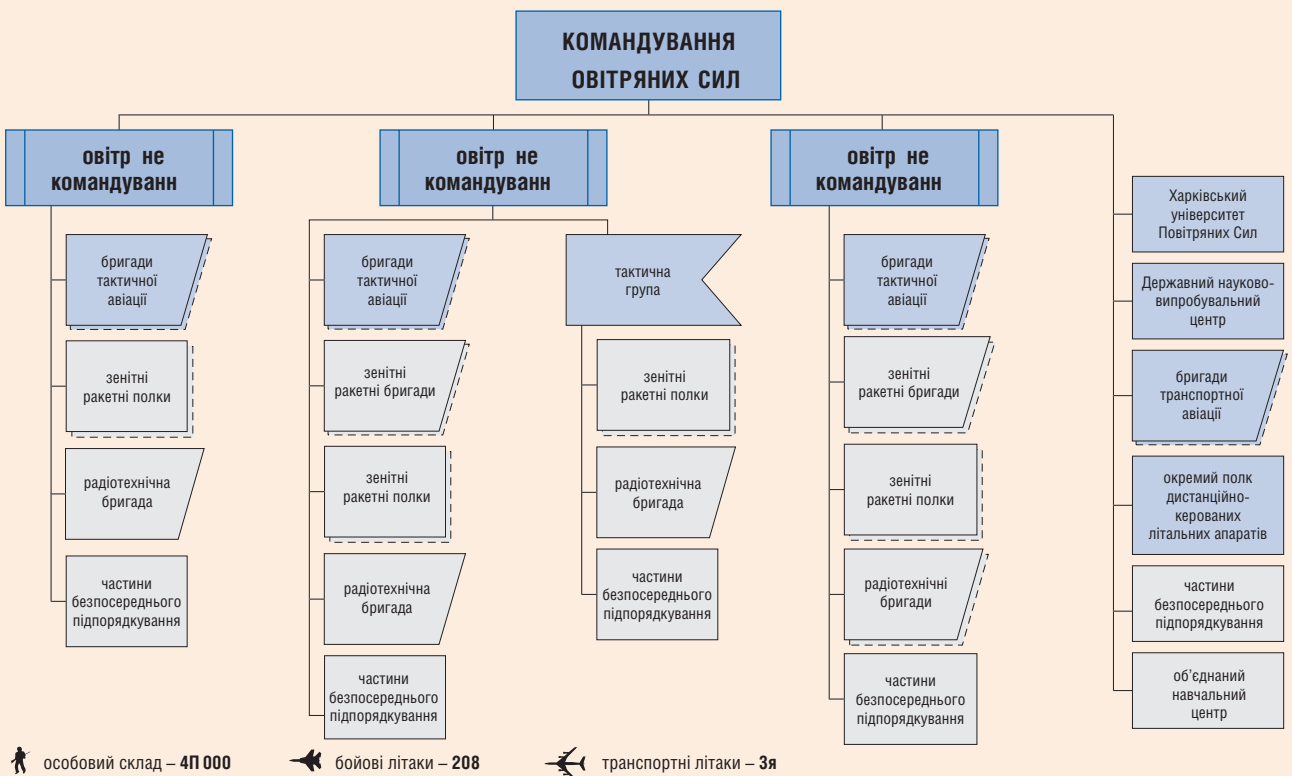 КОМАНДУВАННЯ
ОВІТРЯНИХ СИЛ
овітр не
командуванн
бригади
тактичної
авіації
зенітні
ракетні полки
радіотехнічна
бригада
частини
безпосереднього
підпорядкування
овітр не
командуванн
бригади
тактичної
авіації
зенітні
ракетні бригади
зенітні
ракетні полки
радіотехнічна
бригада
частини
безпосереднього
підпорядкування
тактична
група
зенітні
ракетні полки
радіотехнічна
бригада
частини
безпосереднього
підпорядкування
овітр не
командуванн
бригади
тактичної
авіації
зенітні
ракетні бригади
зенітні
ракетні полки
радіотехнічні
бригади
частини
безпосереднього
підпорядкування
Харківський
університет
Повітряних Сил
Державний науково-
випробувальний
центр
бригади
транспортної
авіації
окремий полк
дистанційно-
керованих
літальних апаратів
частини
безпосереднього
підпорядкування
об’єднаний
навчальний
центр
особовий склад – 4П 000
бойові літаки – 208
транспортні літаки – 3я